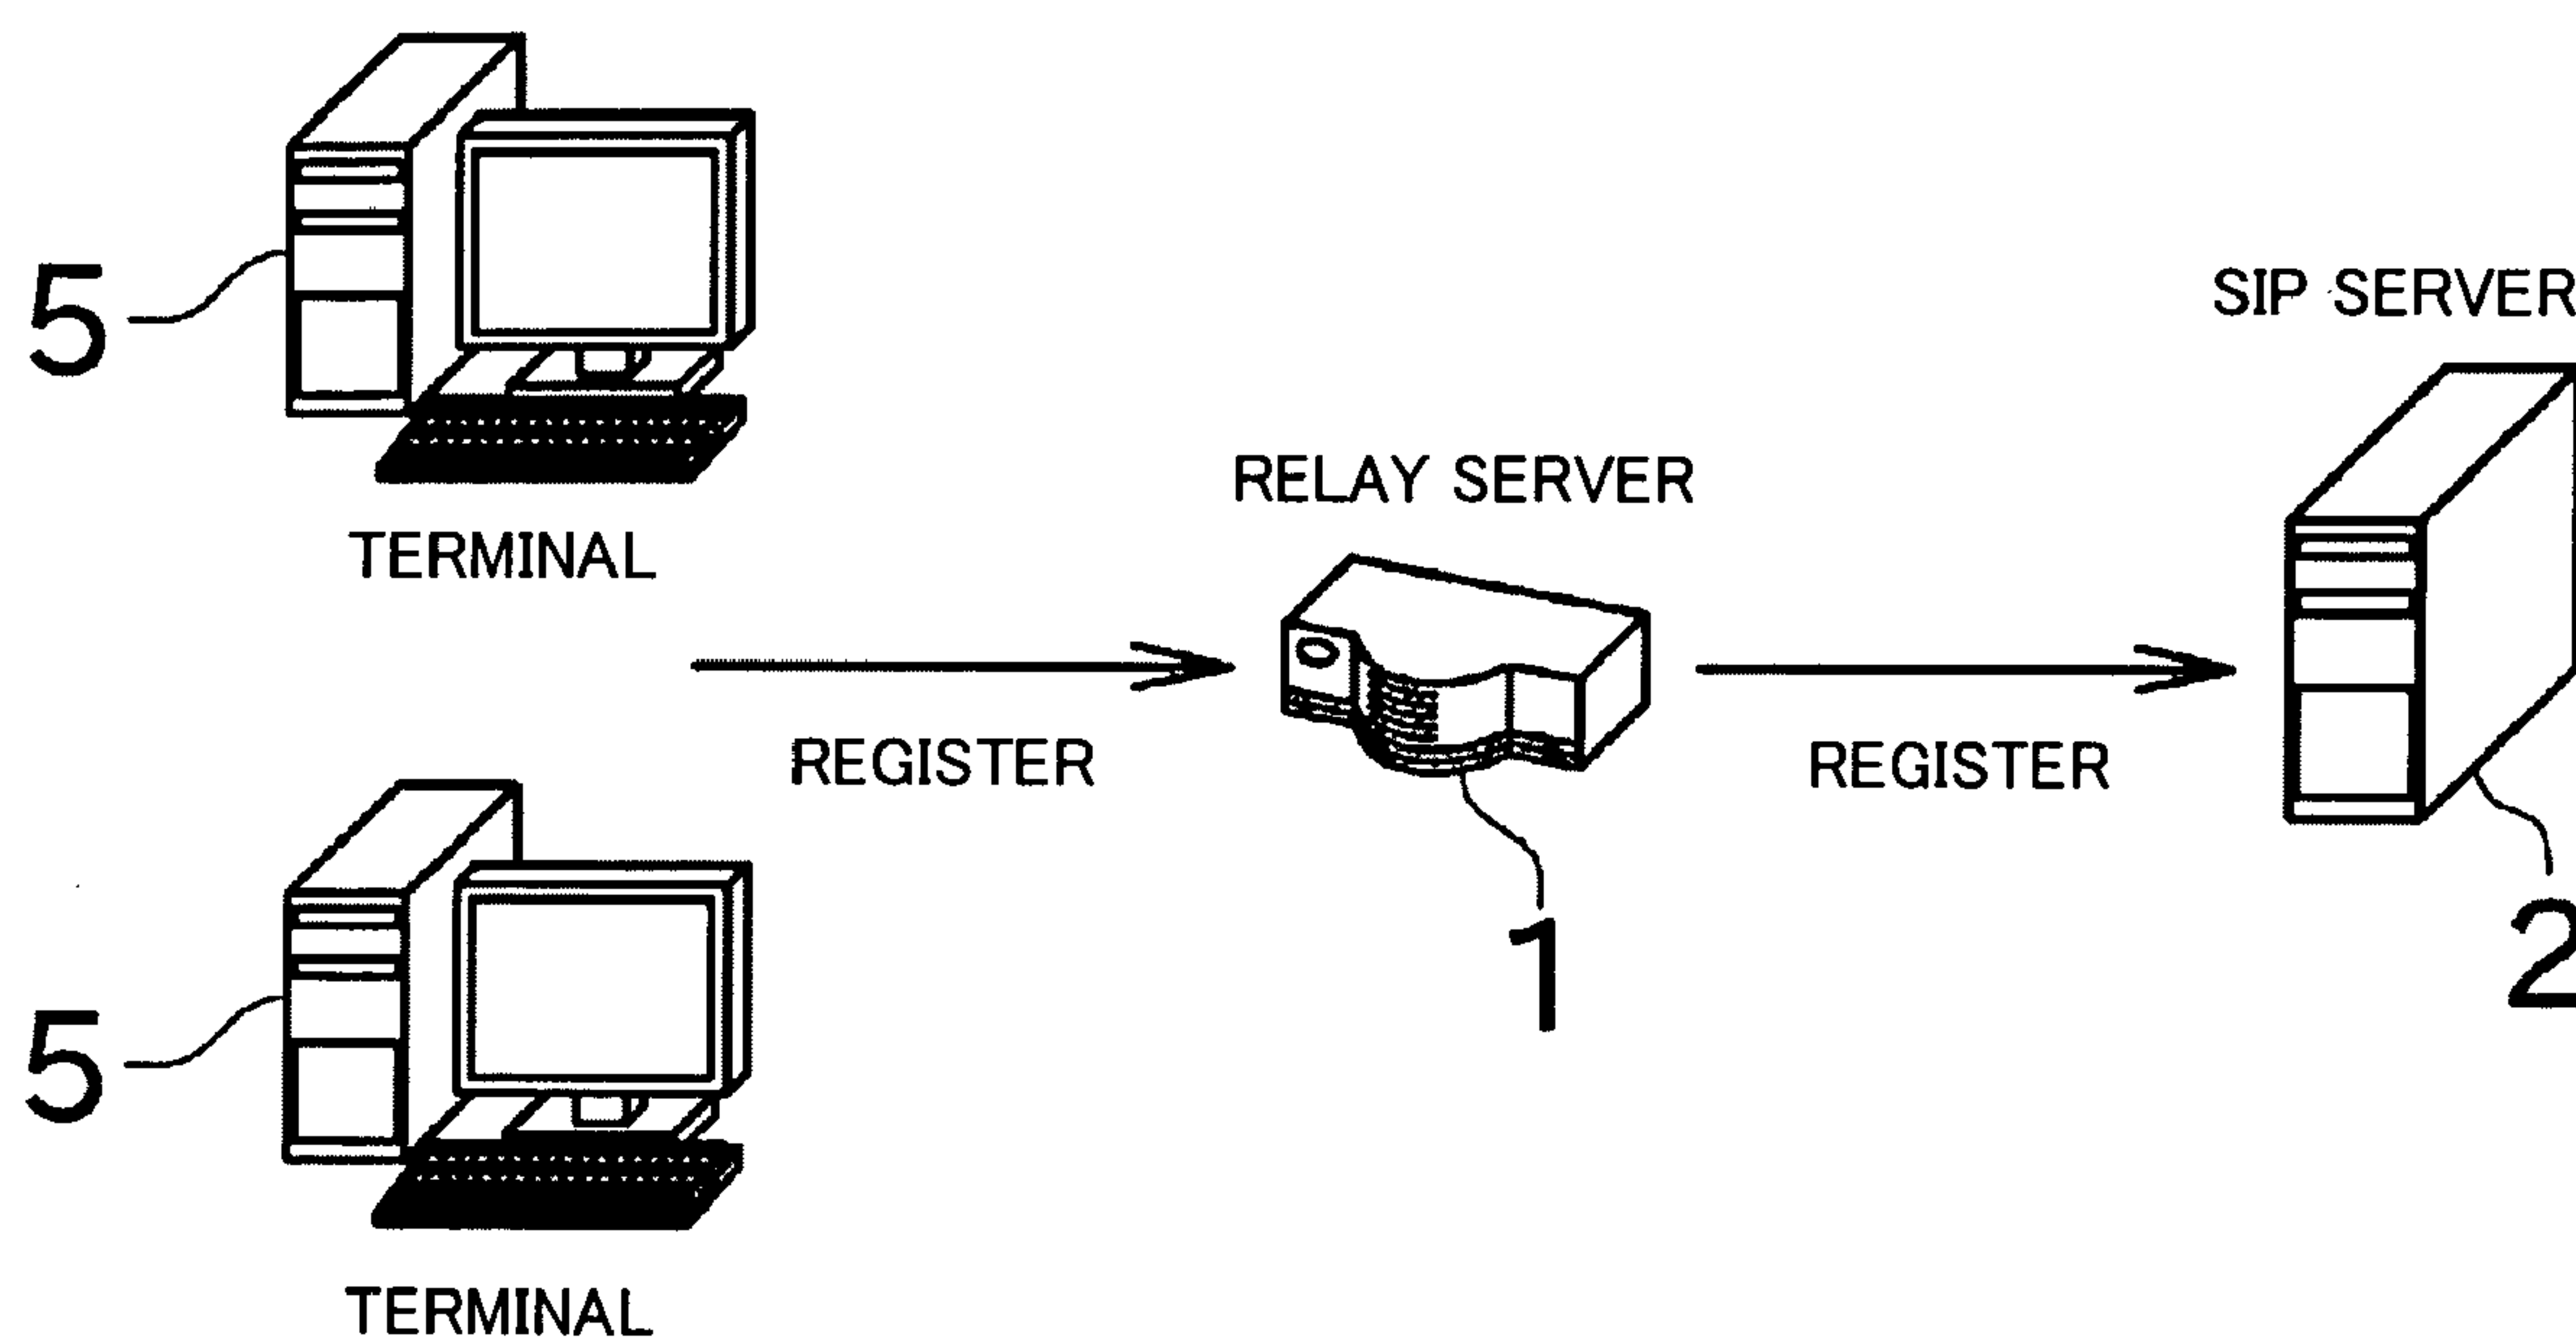 5
TERMINAL
SIP SERVER
RELAY SERVER
REGISTER
REGISTER
1
2
5
TERMINAL